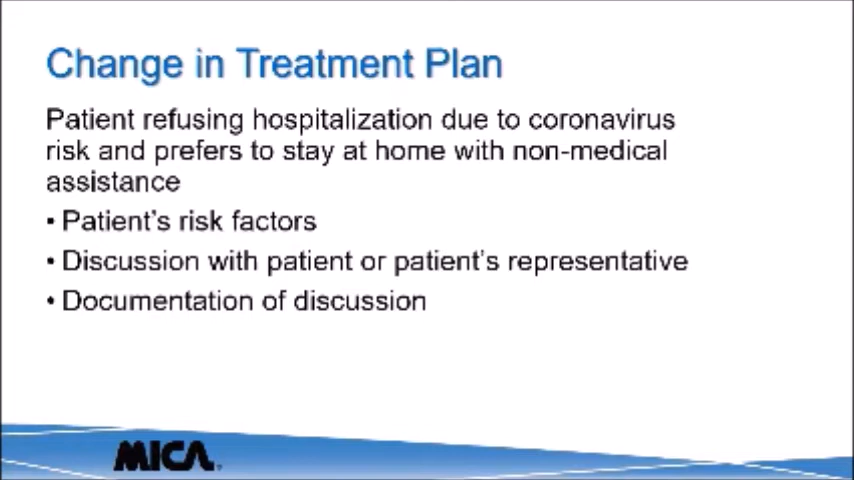 Change in Treatment Plan
Patient refusing hospitalization due to coronavirus
risk and prefers to stay at home with non-medical
assistance
• Patient's risk factors
• Discussion with patient or patient's representative
• Documentation of discussion
MICA